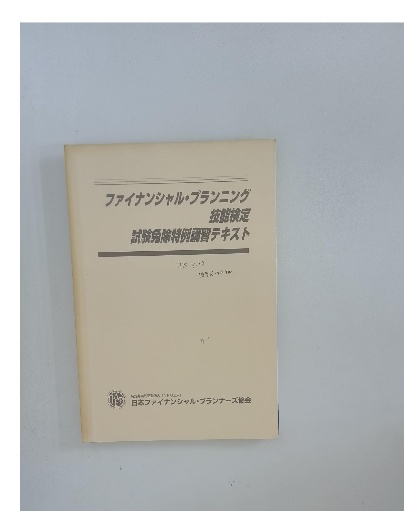 ファイナンシャル・プランニング
技能検定
試験免除特例講習テキスト
日本ファイナンシャル・プランナーズ協会